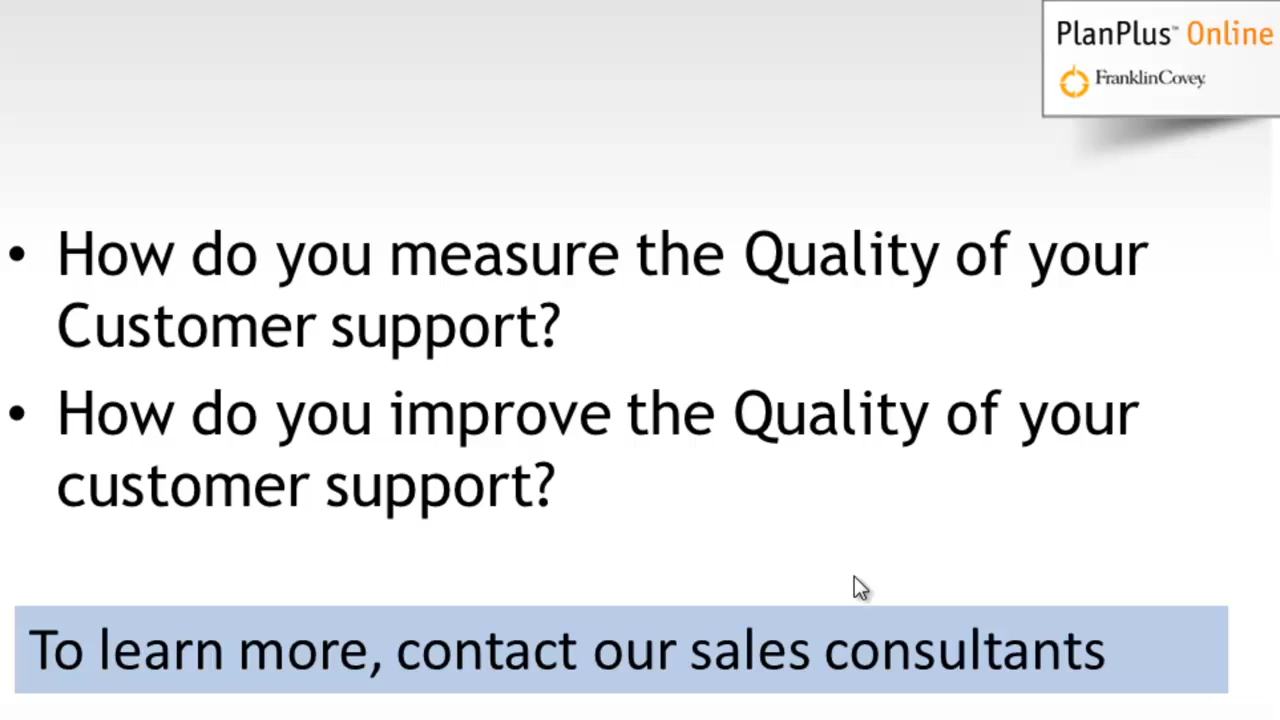 PlanPlus™ Online
FranklinCovey
• How do you measure the Quality of your
Customer support?
• How do you improve the Quality of your
customer support?
To learn more, contact our sales consultants